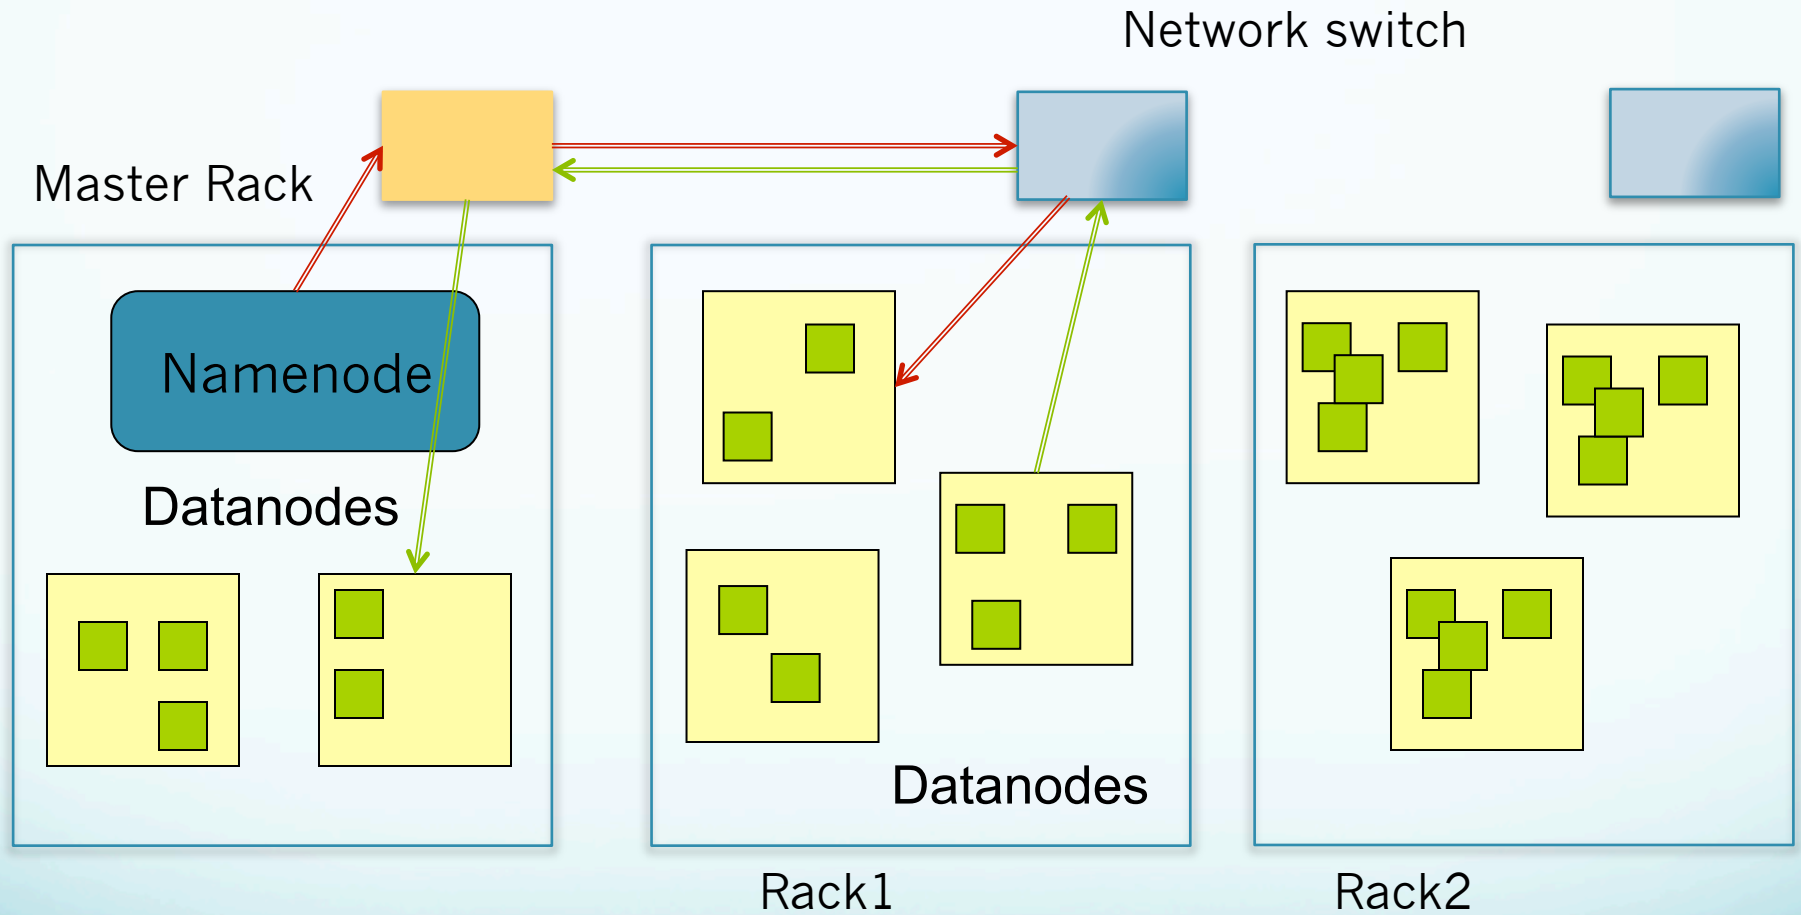 Network switch
Master Rack
Namenode
Datanodes
Datanodes
Rack1
Rack2